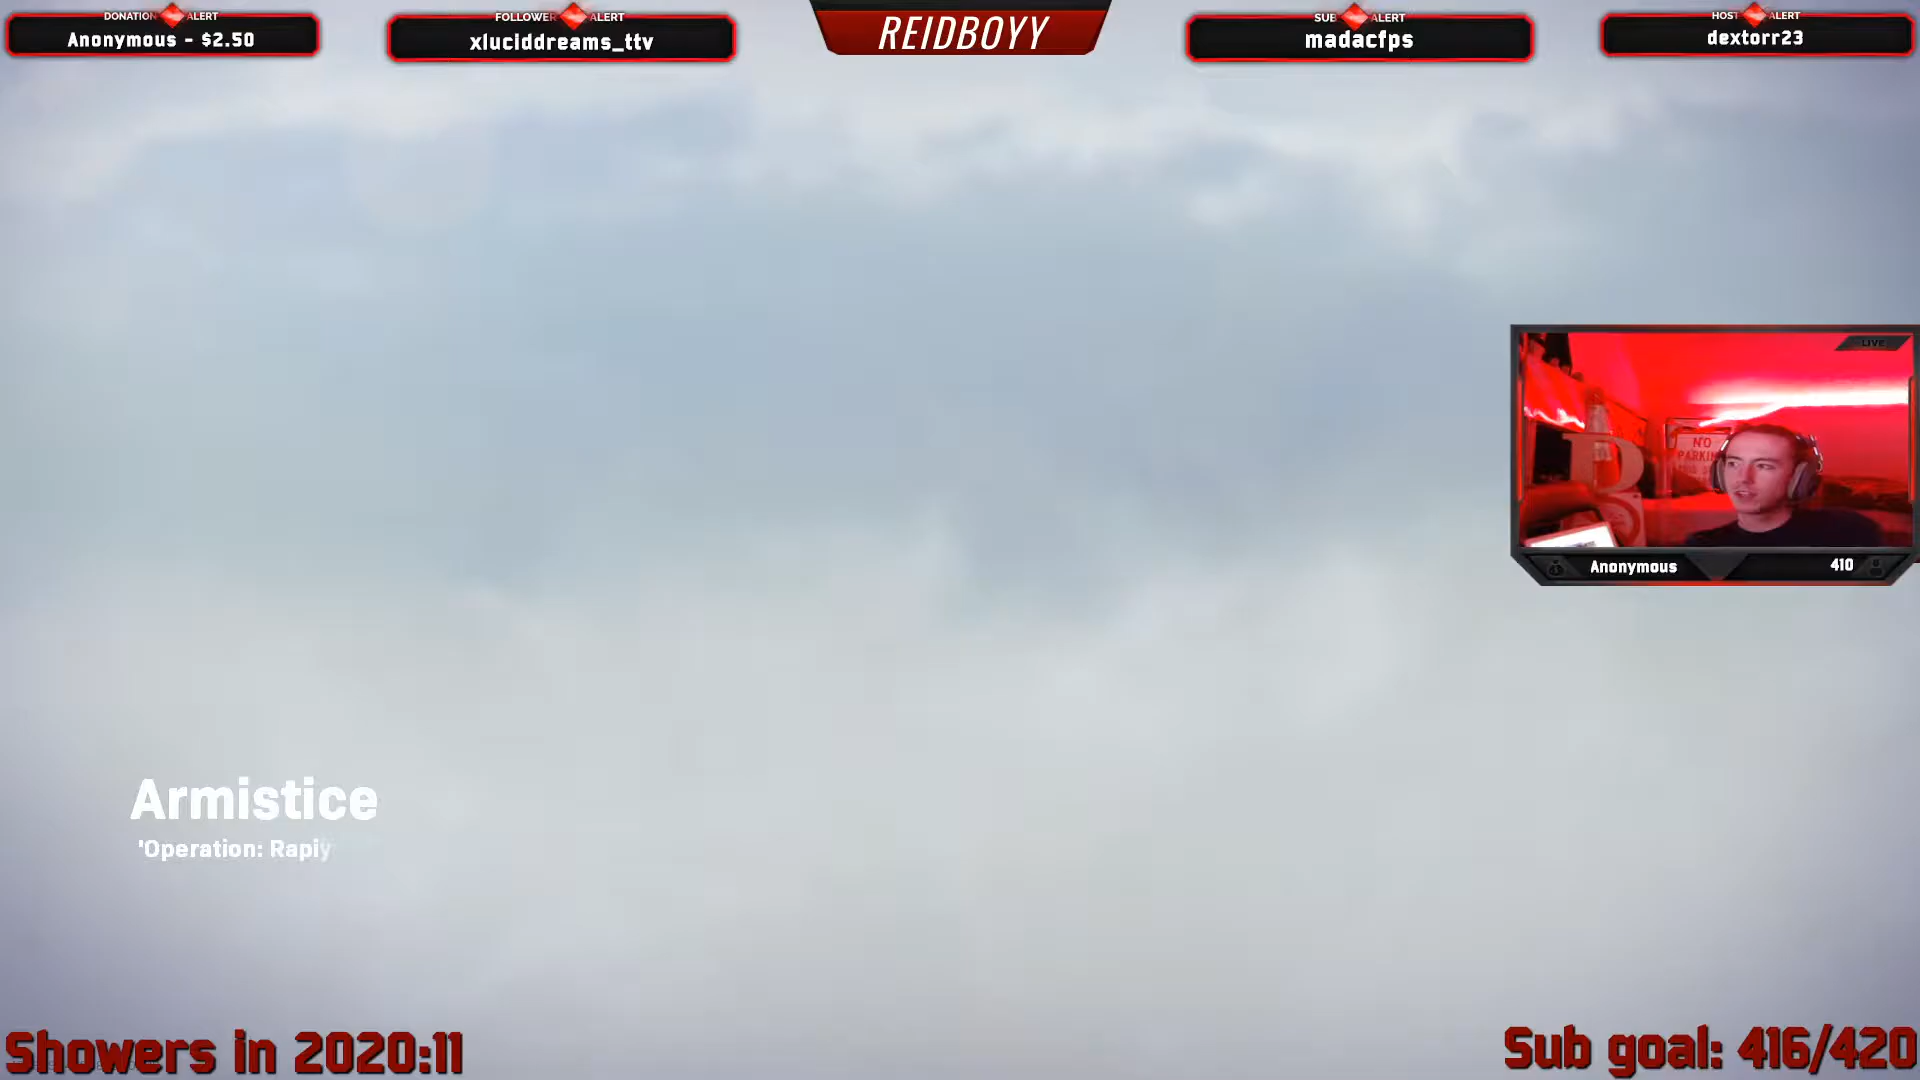 DONATION ALERT
Anonymous - $2.50
FOLLOWER ALERT
xluciddreams_ttv
REIDBOYY
SUB ALERT
madacfps
HOST ALERT
dextorr23
LIVE
NO
PARKIN
Anonymous
410
Armistice
'Operation: Rapiy
Showers in 2020:11
Sub goal: 416/420